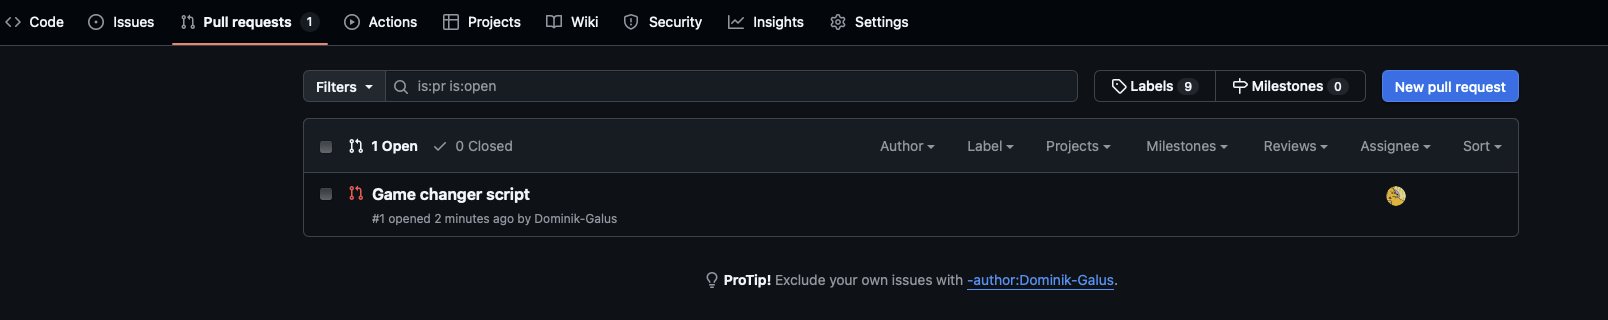 Code Issues Pull requests 1 Actions Projects Wiki Security Insights Settings
Filters is:pr is:open Labels 9 Milestones 0 New pull request
1 Open 0 Closed Author Label Projects Milestones Reviews Assignee Sort
Game changer script
#1 opened 2 minutes ago by Dominik-Galus
ProTip! Exclude your own issues with -author:Dominik-Galus.